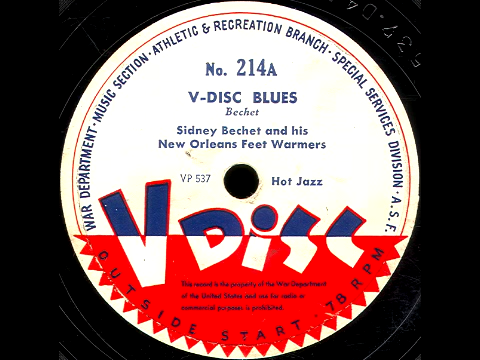 WAR DEPARTMENT · MUSIC SECTION · ATHLETIC & RECREATION BRANCH · SPECIAL SERVICES DIVISION · A.S.F.
No. 214A
V-DISC BLUES
Bechet
Sidney Bechet and his
New Orleans Feet Warmers
VP 537 Hot Jazz
V DISC
This record is the property of the War Department
of the United States and use for radio or
commercial purposes is prohibited.
OUTSIDE START · 78 RPM